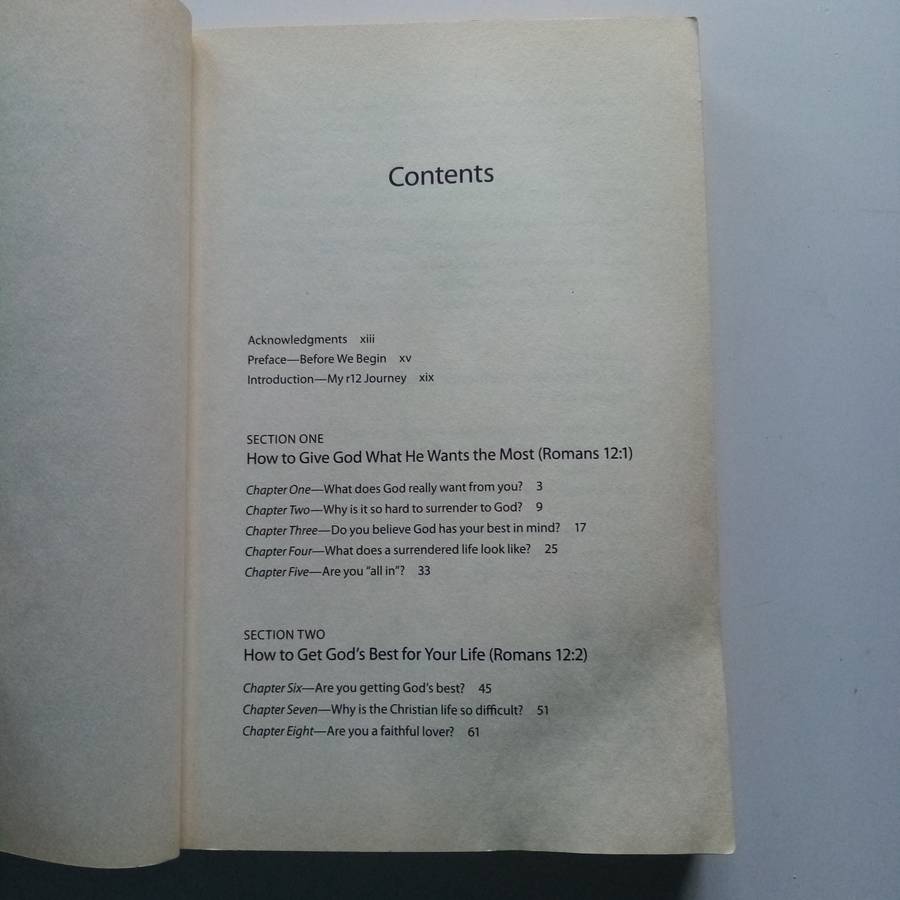 Contents
Acknowledgments xiii
Preface—Before We Begin xv
Introduction—My r12 Journey xix
SECTION ONE
How to Give God What He Wants the Most (Romans 12:1)
Chapter One—What does God really want from you? 3
Chapter Two—Why is it so hard to surrender to God? 9
Chapter Three—Do you believe God has your best in mind? 17
Chapter Four—What does a surrendered life look like? 25
Chapter Five—Are you “all in”? 33
SECTION TWO
How to Get God’s Best for Your Life (Romans 12:2)
Chapter Six—Are you getting God’s best? 45
Chapter Seven—Why is the Christian life so difficult? 51
Chapter Eight—Are you a faithful lover? 61